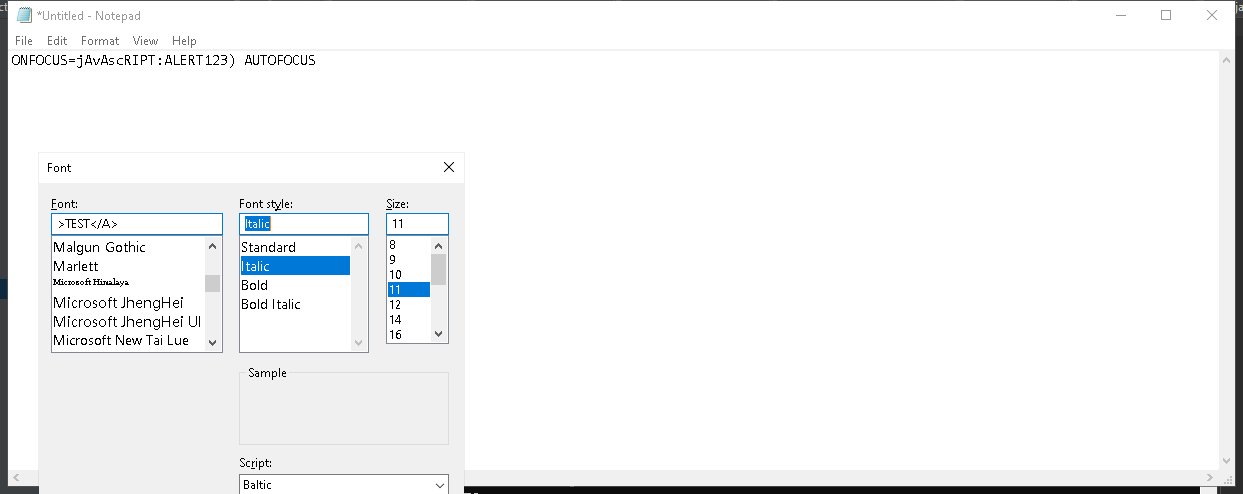 *Untitled - Notepad
File Edit Format View Help
ONFOCUS=jAvAscRIPT:ALERT123) AUTOFOCUS
Font
Font: Font style: Size:
>TEST</A> Italic 11
Malgun Gothic Standard 8
Marlett Italic 9
Microsoft Himalaya Bold 10
Microsoft JhengHei Bold Italic 11
Microsoft JhengHei UI 12
Microsoft New Tai Lue 14
16
Sample
Script:
Baltic